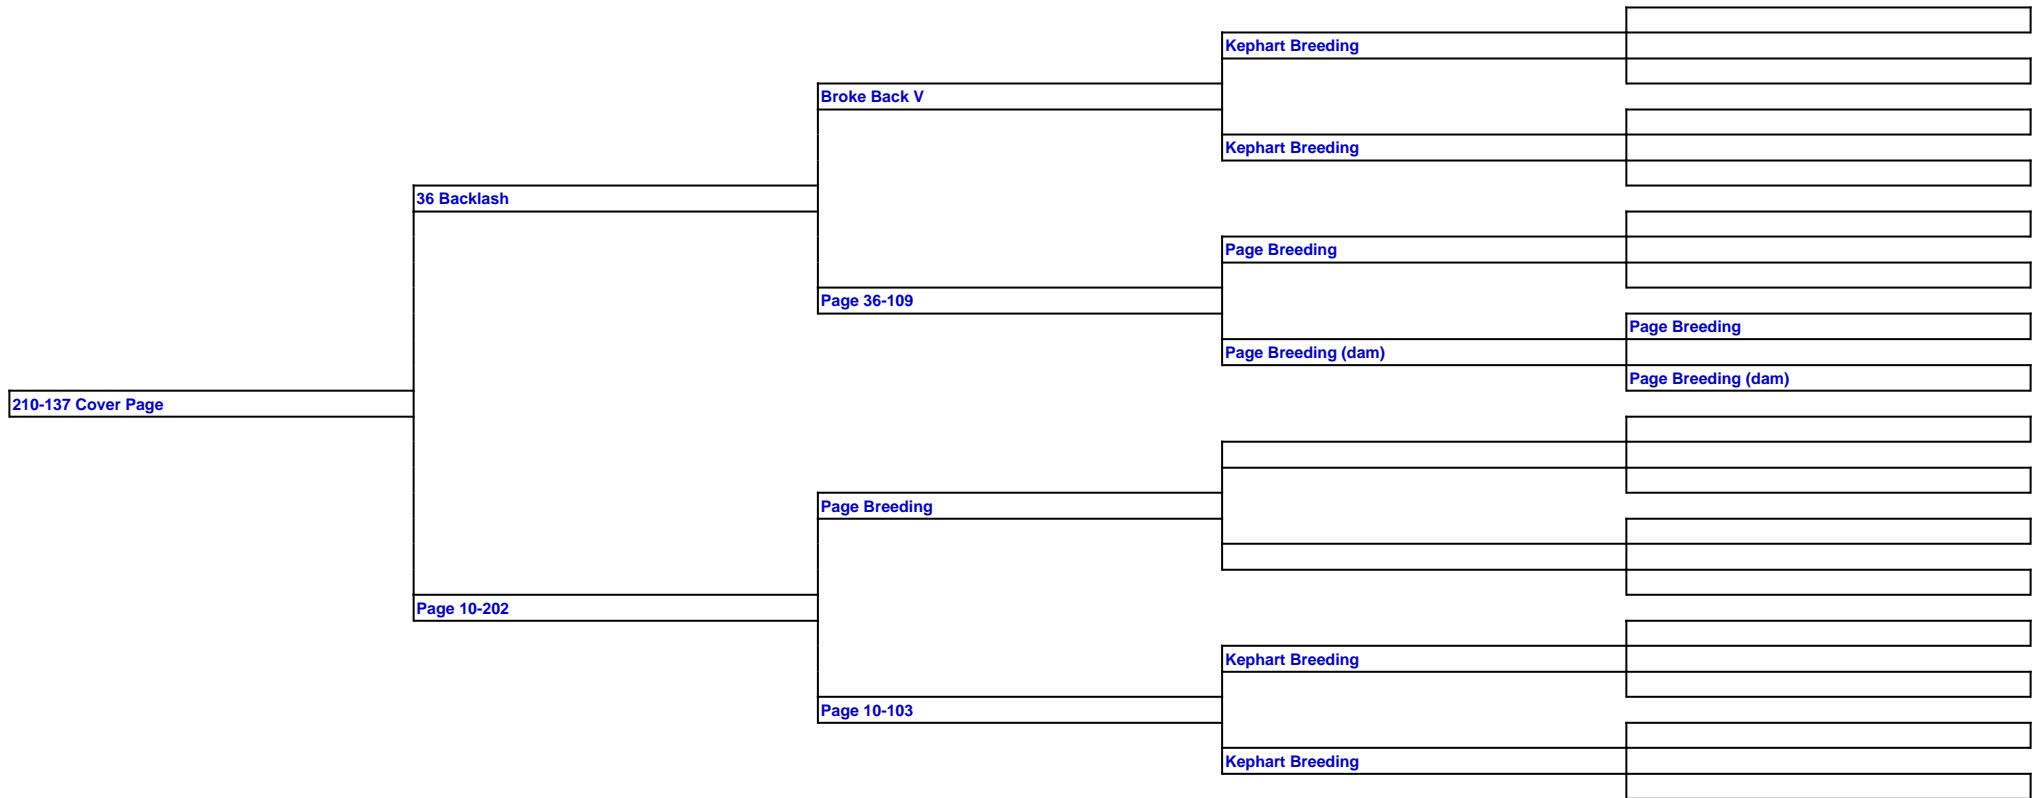 Kephart Breeding
Broke Back V
Kephart Breeding
36 Backlash
Page Breeding
Page 36-109
Page Breeding
Page Breeding (dam)
Page Breeding (dam)
210-137 Cover Page
Page Breeding
Page 10-202
Kephart Breeding
Page 10-103
Kephart Breeding